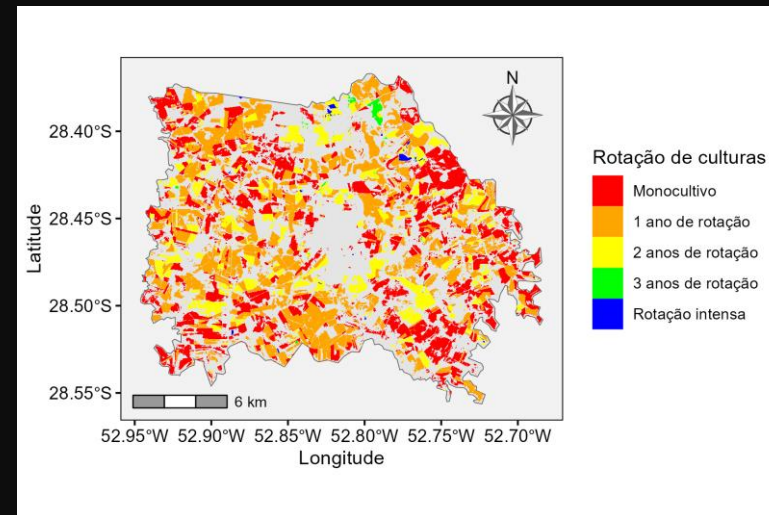 N
28.40°S
28.45°S
28.50°S
28.55°S
Latitude
6 km
52.95°W 52.90°W 52.85°W 52.80°W 52.75°W 52.70°W
Longitude
Rotação de culturas
Monocultivo
1 ano de rotação
2 anos de rotação
3 anos de rotação
Rotação intensa